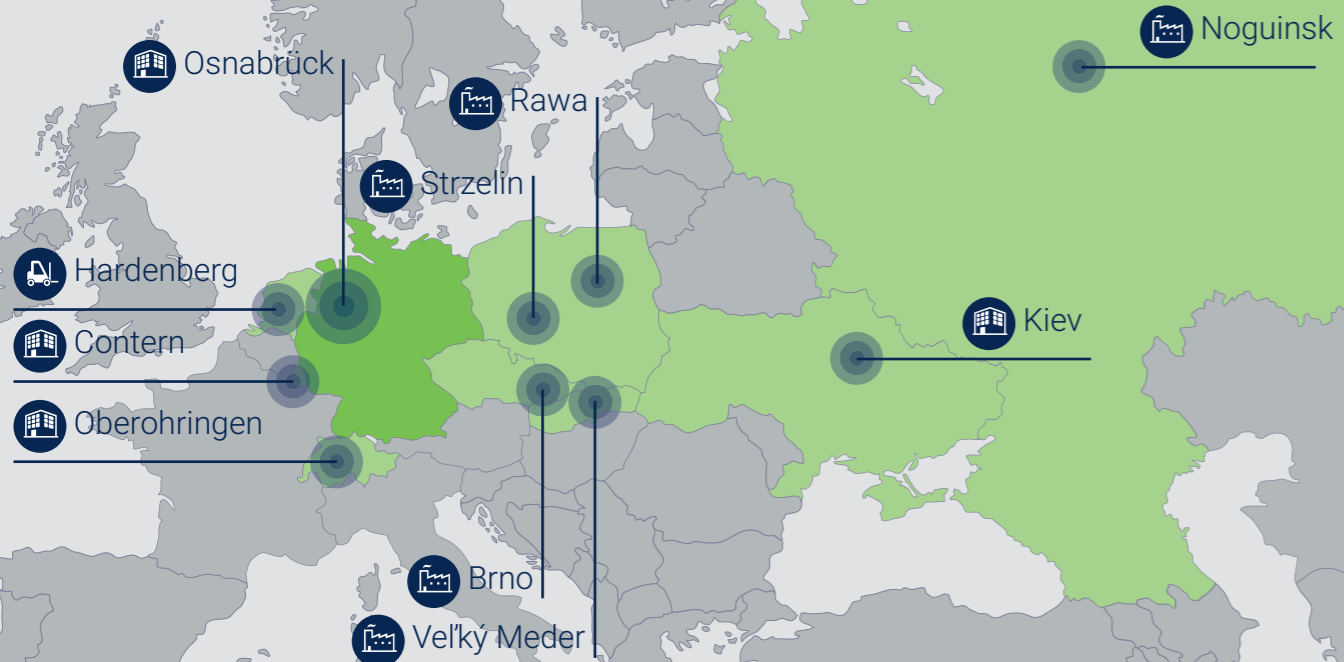 Noguinsk
Osnabrück
Rawa
Strzelin
Hardenberg
Kiev
Contern
Oberohringen
Brno
Veľký Meder